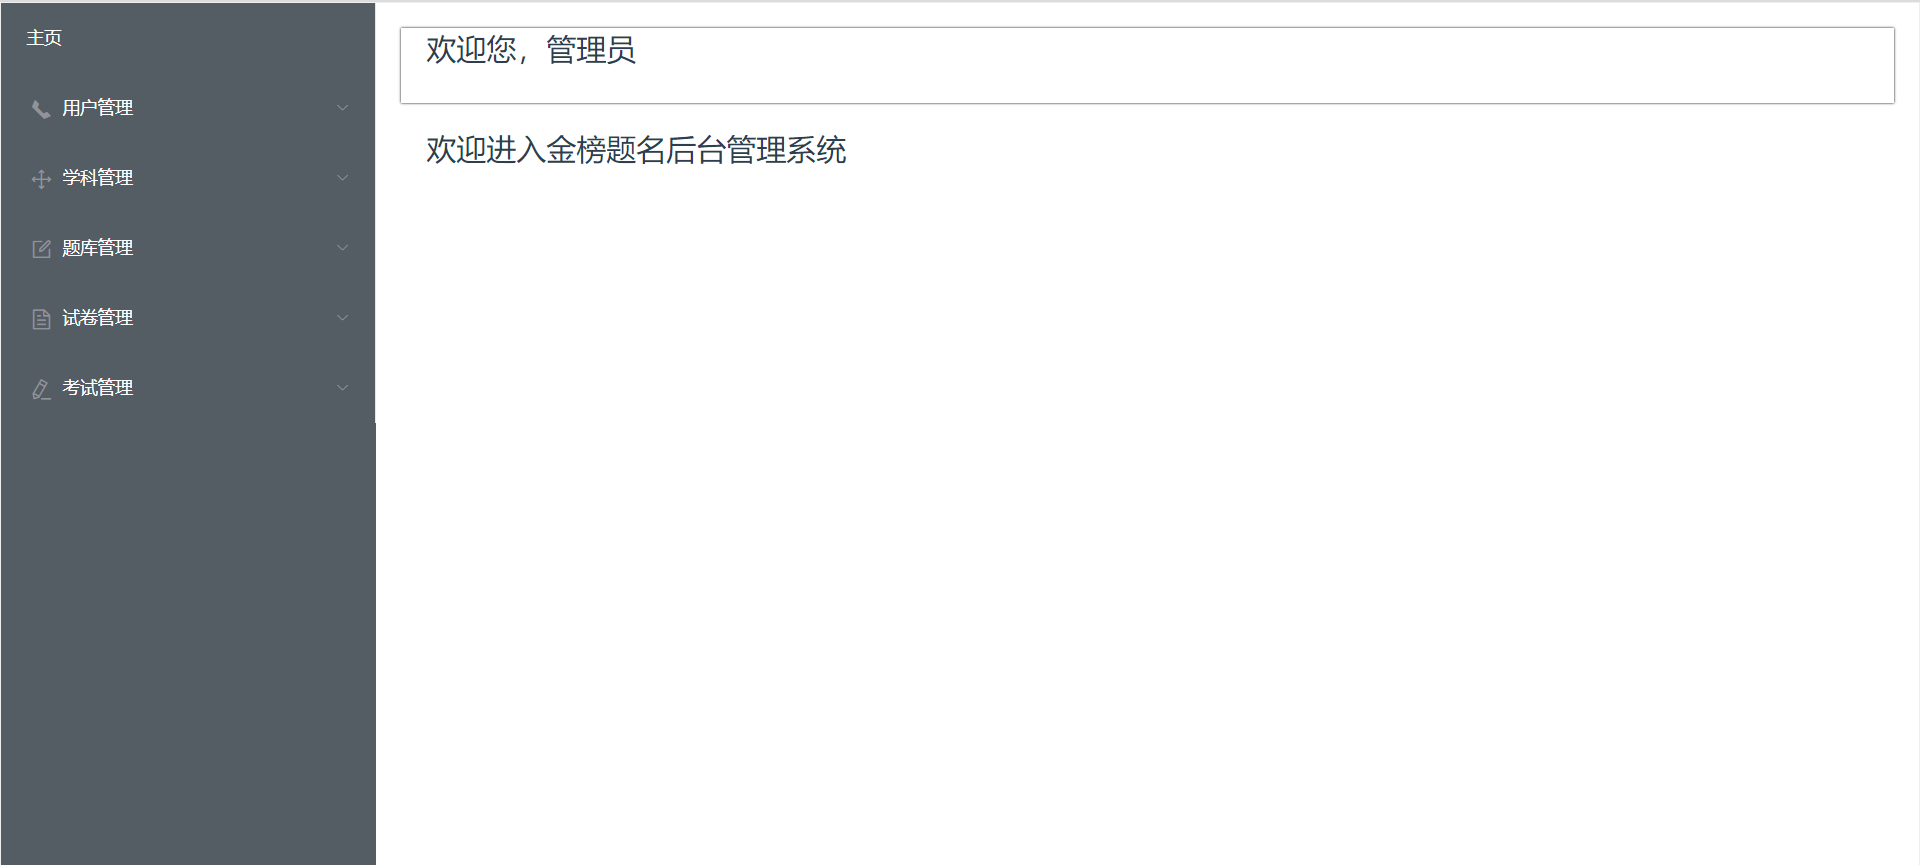 主页
用户管理
学科管理
题库管理
试卷管理
考试管理
欢迎您，管理员
欢迎进入金榜题名后台管理系统